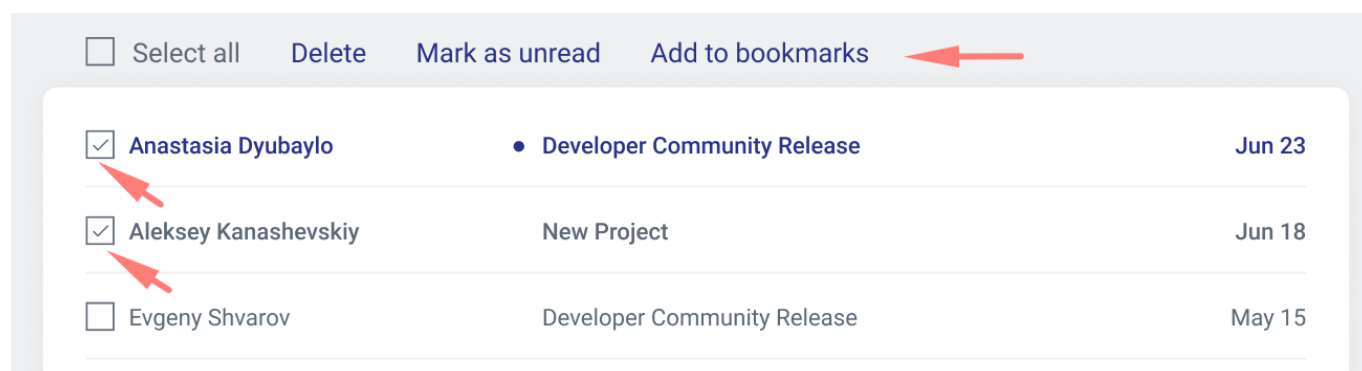 Select all Delete Mark as unread Add to bookmarks
Anastasia Dyubaylo Developer Community Release Jun 23
Aleksey Kanashevskiy New Project Jun 18
Evgeny Shvarov Developer Community Release May 15